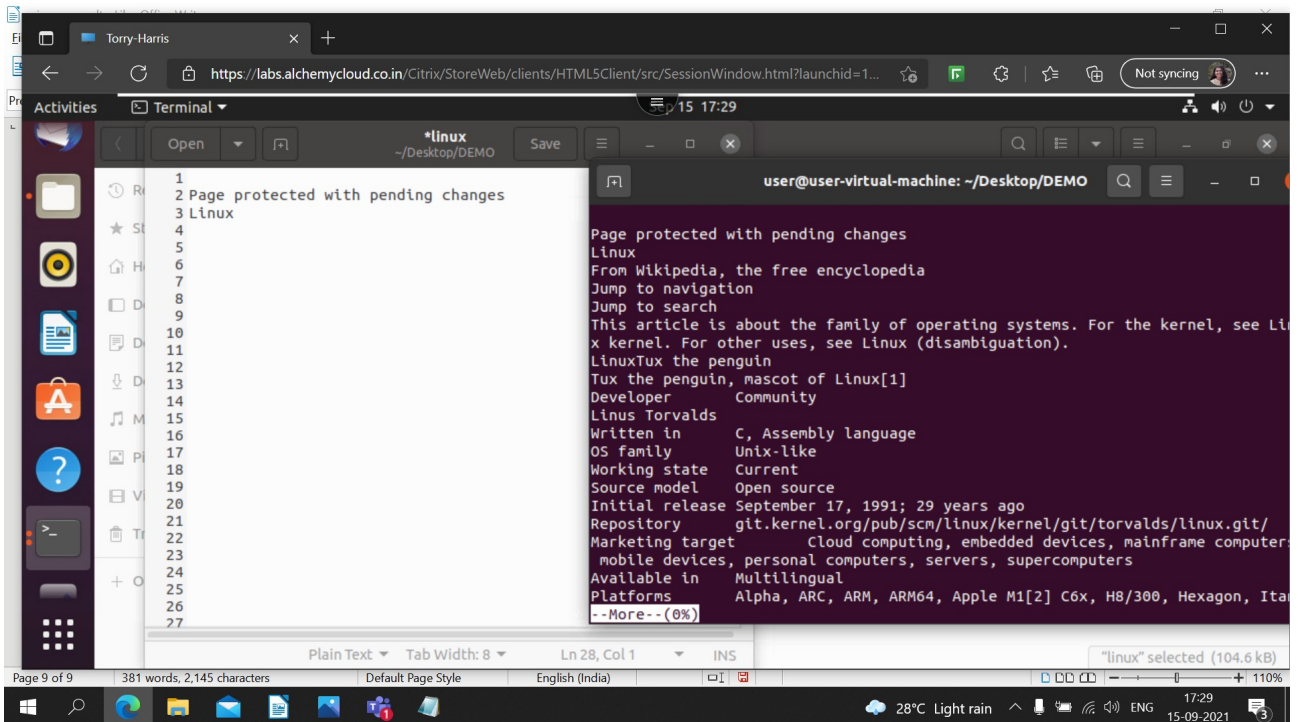 Torry-Harris
https://labs.alchemycloud.co.in/Citrix/StoreWeb/clients/HTML5Client/src/SessionWindow.html?launchid=1...
Not syncing
Activities
Terminal
Sep 15 17:29
Open
*linux
~/Desktop/DEMO
Save
1
2 Page protected with pending changes
3 Linux
4
5
6
7
8
9
10
11
12
13
14
15
16
17
18
19
20
21
22
23
24
25
26
27
Plain Text
Tab Width: 8
Ln 28, Col 1
INS
user@user-virtual-machine: ~/Desktop/DEMO
Page protected with pending changes
Linux
From Wikipedia, the free encyclopedia
Jump to navigation
Jump to search
This article is about the family of operating systems. For the kernel, see Li
x kernel. For other uses, see Linux (disambiguation).
LinuxTux the penguin
Tux the penguin, mascot of Linux[1]
Developer Community
Linus Torvalds
Written in C, Assembly language
OS family Unix-like
Working state Current
Source model Open source
Initial release September 17, 1991; 29 years ago
Repository git.kernel.org/pub/scm/linux/kernel/git/torvalds/linux.git/
Marketing target Cloud computing, embedded devices, mainframe computer
mobile devices, personal computers, servers, supercomputers
Available in Multilingual
Platforms Alpha, ARC, ARM, ARM64, Apple M1[2] C6x, H8/300, Hexagon, Ita
--More--(0%)
"linux" selected (104.6 kB)
Page 9 of 9
381 words, 2,145 characters
Default Page Style
English (India)
110%
28°C Light rain
ENG
17:29
15-09-2021
3